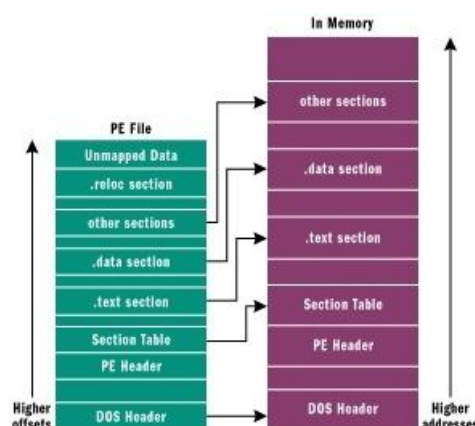 In Memory
other sections
.data section
.text section
Section Table
PE Header
DOS Header
Higher
addresses
PE File
Unmapped Data
.reloc section
other sections
.data section
.text section
Section Table
PE Header
DOS Header
Higher
offsets